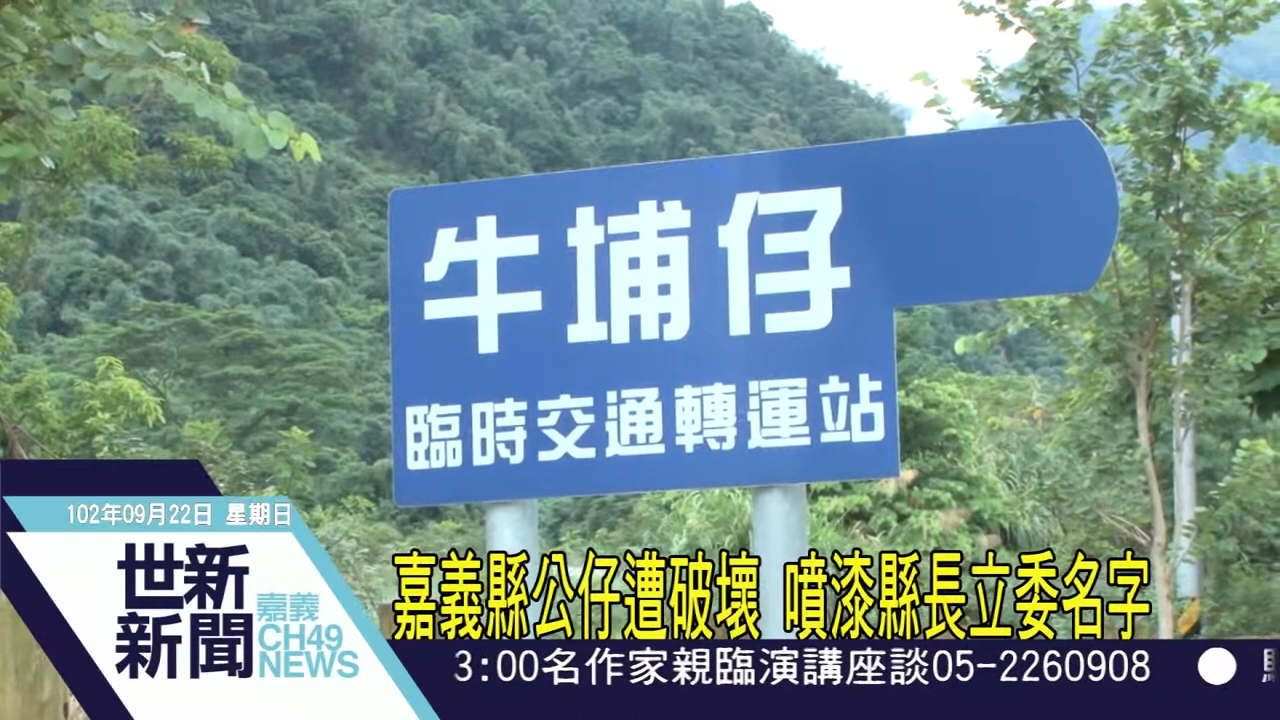 牛埔仔
臨時交通轉運站
102年09月22日 星期日
世新
新聞
嘉義
CH49
NEWS
嘉義縣公仔遭破壞 噴漆縣長立委名字
3:00名作家親臨演講座談05-2260908